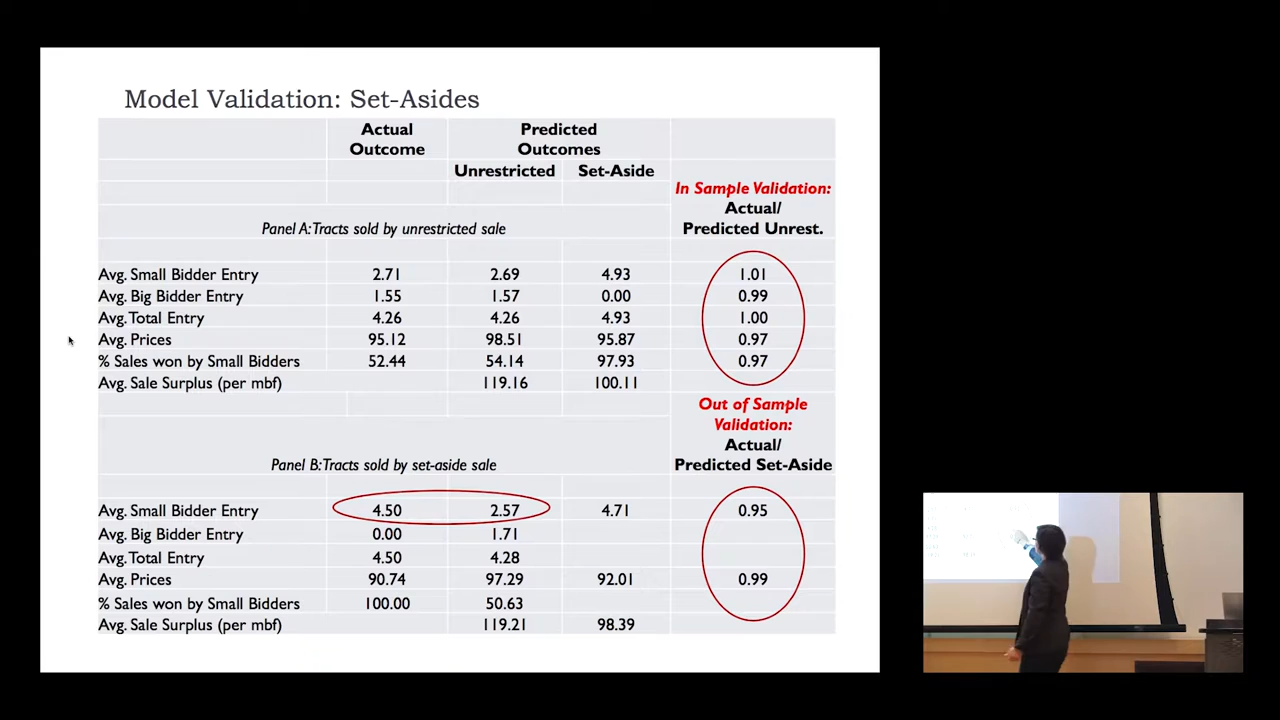 Model Validation: Set-Asides
Actual Outcome
Predicted Outcomes
Unrestricted Set-Aside
In Sample Validation:
Actual/
Predicted Unrest.
Panel A: Tracts sold by unrestricted sale
Avg. Small Bidder Entry 2.71 2.69 4.93 1.01
Avg. Big Bidder Entry 1.55 1.57 0.00 0.99
Avg. Total Entry 4.26 4.26 4.93 1.00
Avg. Prices 95.12 98.51 95.87 0.97
% Sales won by Small Bidders 52.44 54.14 97.93 0.97
Avg. Sale Surplus (per mbf) 119.16 100.11
Out of Sample
Validation:
Actual/
Predicted Set-Aside
Panel B: Tracts sold by set-aside sale
Avg. Small Bidder Entry 4.50 2.57 4.71 0.95
Avg. Big Bidder Entry 0.00 1.71
Avg. Total Entry 4.50 4.28
Avg. Prices 90.74 97.29 92.01 0.99
% Sales won by Small Bidders 100.00 50.63
Avg. Sale Surplus (per mbf) 119.21 98.39